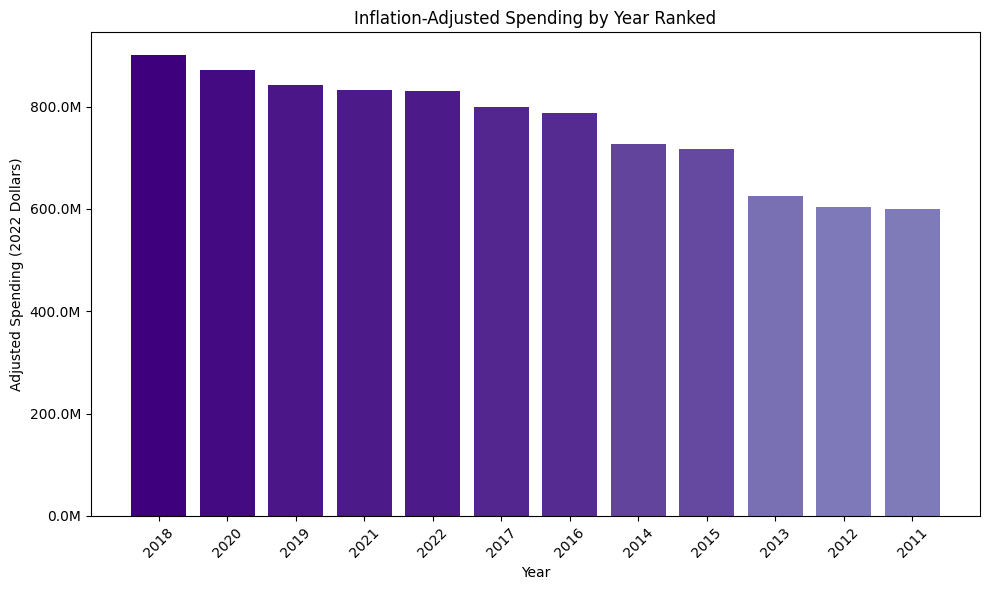 Inflation-Adjusted Spending by Year Ranked
Adjusted Spending (2022 Dollars)
800.0M
600.0M
400.0M
200.0M
0.0M
2018
2020
2019
2021
2022
2017
2016
2014
2015
2013
2012
2011
Year